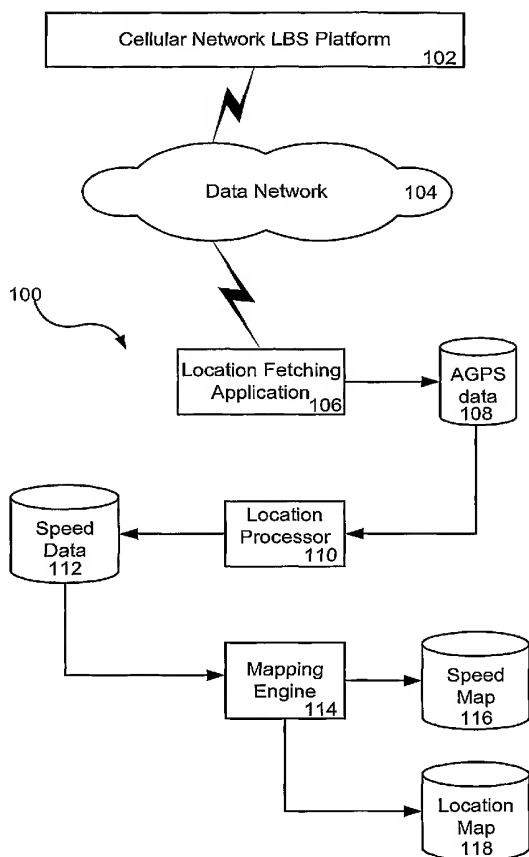 Cellular Network LBS Platform
102
Data Network
104
100
Location Fetching
Application
106
AGPS
data
108
Speed
Data
112
Location
Processor
110
Mapping
Engine
114
Speed
Map
116
Location
Map
118